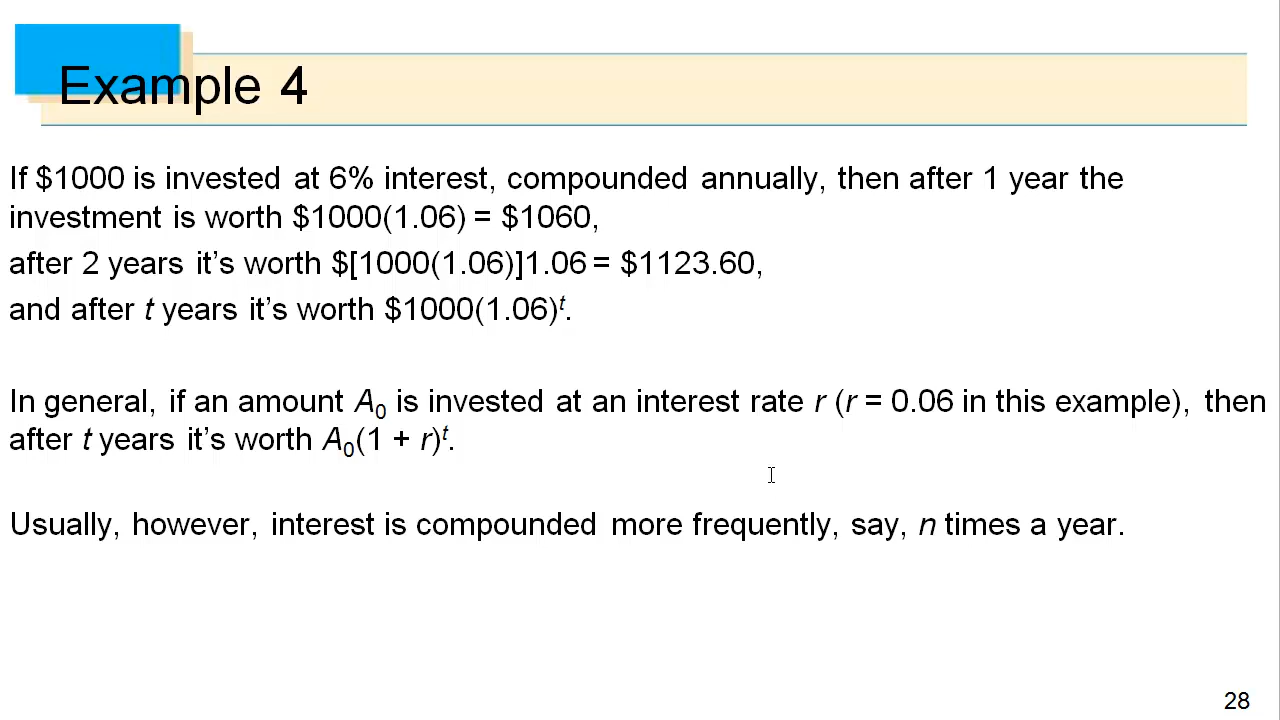 Example 4
If $1000 is invested at 6% interest, compounded annually, then after 1 year the
investment is worth $1000(1.06) = $1060,
after 2 years it’s worth $[1000(1.06)]1.06 = $1123.60,
and after t years it’s worth $1000(1.06)ᵗ.
In general, if an amount A₀ is invested at an interest rate r (r = 0.06 in this example), then
after t years it’s worth A₀(1 + r)ᵗ.
Usually, however, interest is compounded more frequently, say, n times a year.
28